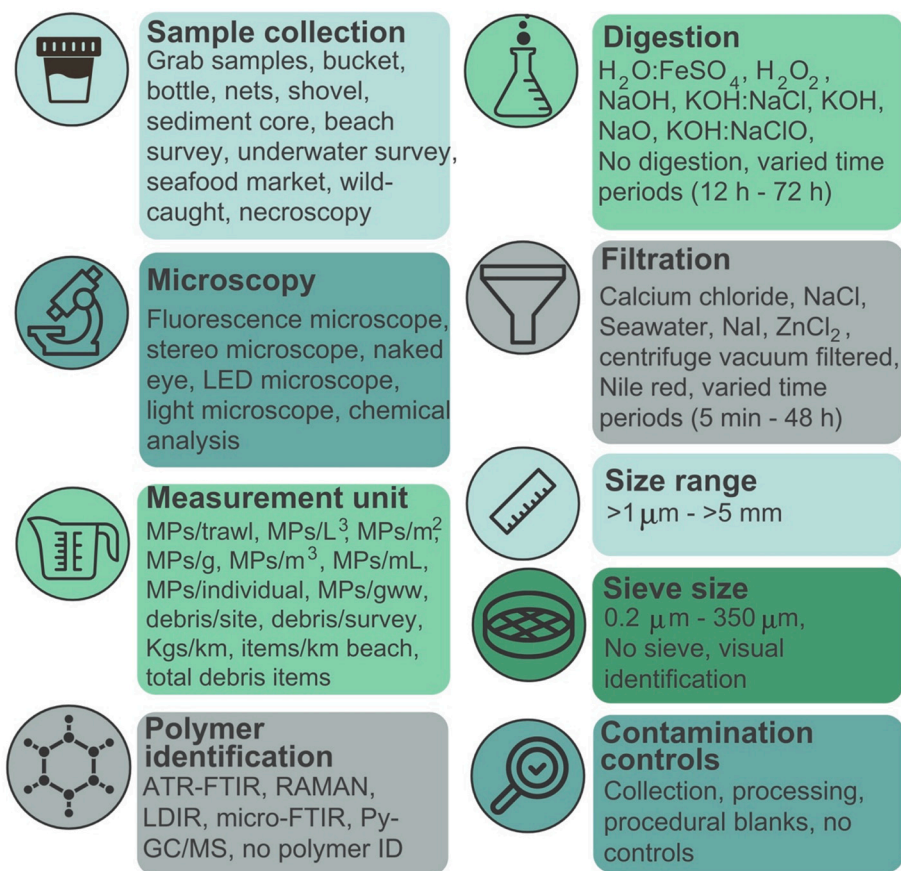 Sample collection
Grab samples, bucket,
bottle, nets, shovel,
sediment core, beach
survey, underwater survey,
seafood market, wild-
caught, necroscopy
Microscopy
Fluorescence microscope,
stereo microscope, naked
eye, LED microscope,
light microscope, chemical
analysis
Measurement unit
MPs/trawl, MPs/L³, MPs/m²,
MPs/g, MPs/m³, MPs/mL,
MPs/individual, MPs/gww,
debris/site, debris/survey,
Kgs/km, items/km beach,
total debris items
Polymer
identification
ATR-FTIR, RAMAN,
LDIR, micro-FTIR, Py-
GC/MS, no polymer ID
Digestion
H₂O:FeSO₄, H₂O₂,
NaOH, KOH:NaCl, KOH,
NaO, KOH:NaClO,
No digestion, varied time
periods (12 h - 72 h)
Filtration
Calcium chloride, NaCl,
Seawater, NaI, ZnCl₂,
centrifuge vacuum filtered,
Nile red, varied time
periods (5 min - 48 h)
Size range
>1 µm - >5 mm
Sieve size
0.2 µm - 350 µm,
No sieve, visual
identification
Contamination
controls
Collection, processing,
procedural blanks, no
controls